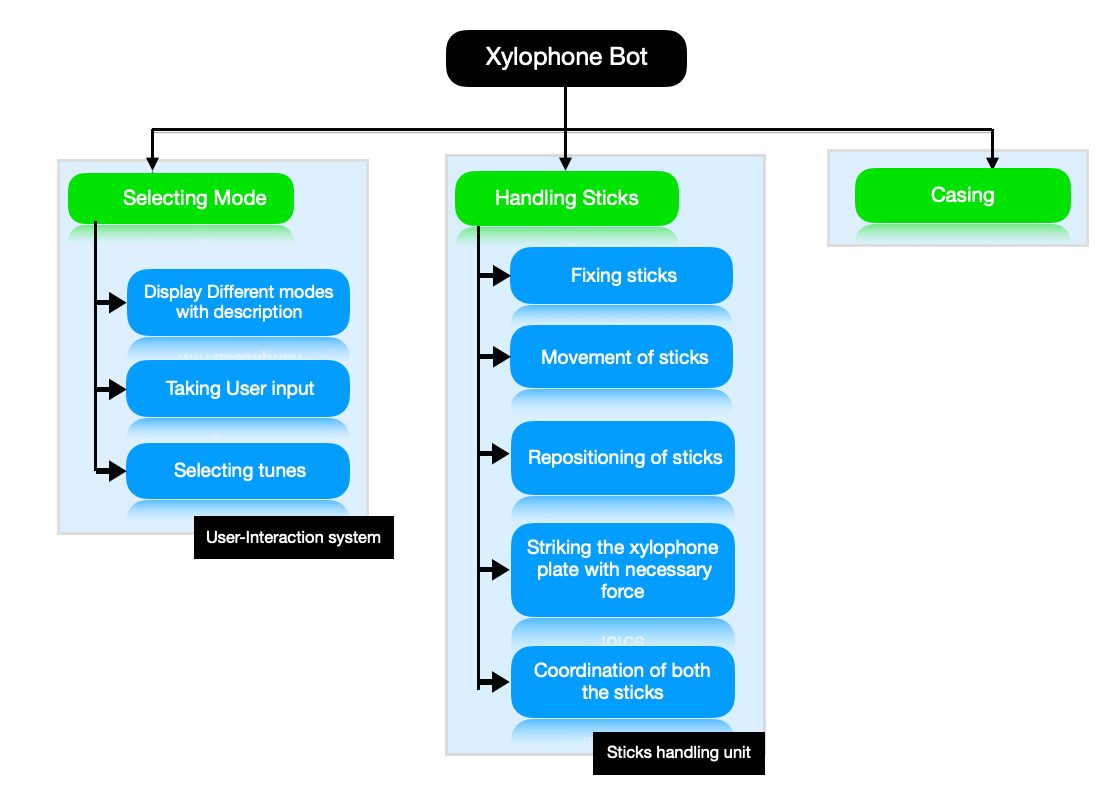 Xylophone Bot
Selecting Mode
Display Different modes
with description
Taking User input
Selecting tunes
User-Interaction system
Handling Sticks
Fixing sticks
Movement of sticks
Repositioning of sticks
Striking the xylophone
plate with necessary
force
Coordination of both
the sticks
Sticks handling unit
Casing